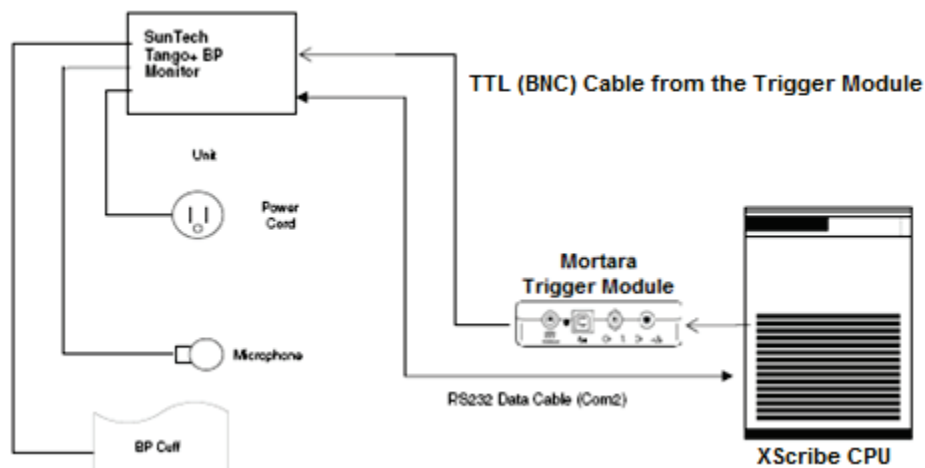 SunTech
Tango+ BP
Monitor
TTL (BNC) Cable from the Trigger Module
Unit
Power
Cord
Mortara
Trigger Module
Microphone
RS232 Data Cable (Com2)
BP Cuff
XScribe CPU